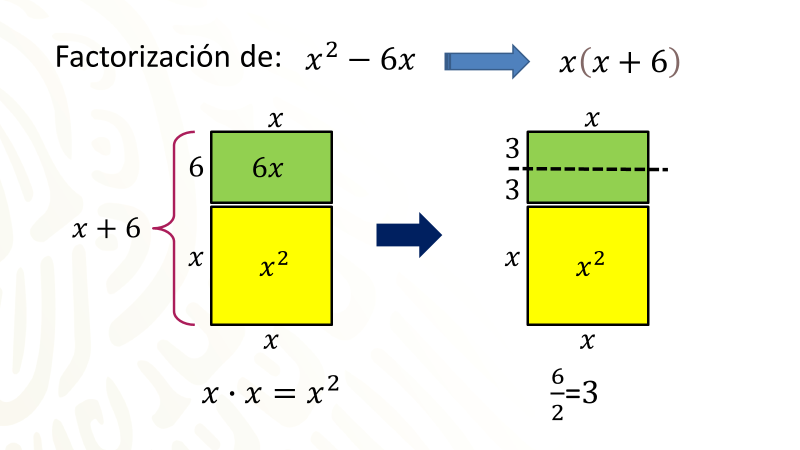 Factorización de: x² − 6x x(x + 6)
x
6 6x
x + 6
x x²
x
x · x = x²
x
3
3
x x²
x
6/2=3